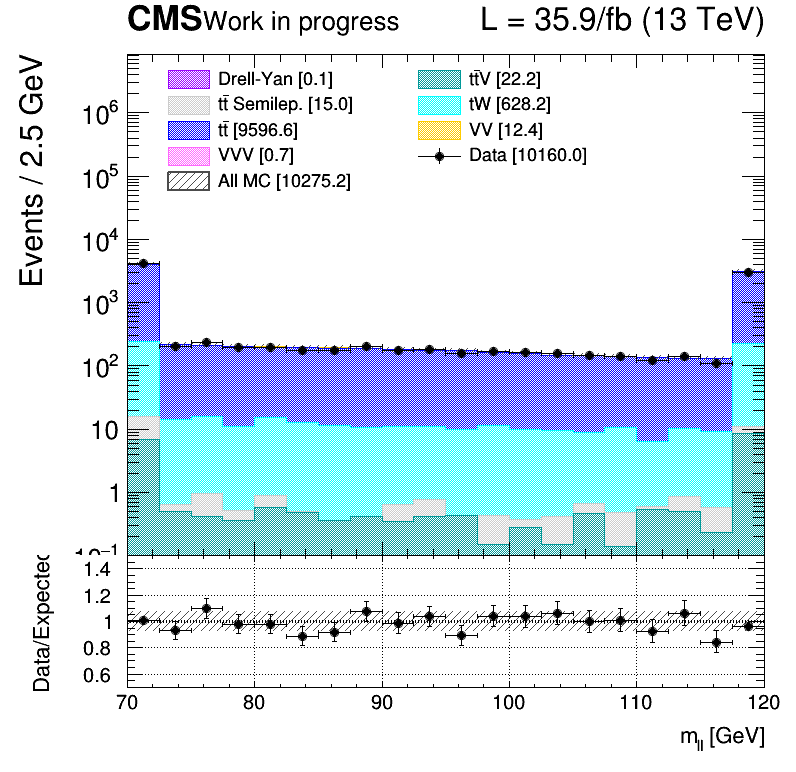 CMS Work in progress L = 35.9/fb (13 TeV)
Events / 2.5 GeV
Drell-Yan [0.1]
tt̄ Semilep. [15.0]
tt̄ [9596.6]
VVV [0.7]
All MC [10275.2]
tt̄V [22.2]
tW [628.2]
VV [12.4]
Data [10160.0]
10⁶
10⁵
10⁴
10³
10²
10
1
10⁻¹
Data/Expected
1.4
1.2
1
0.8
0.6
70 80 90 100 110 120
m_ll [GeV]